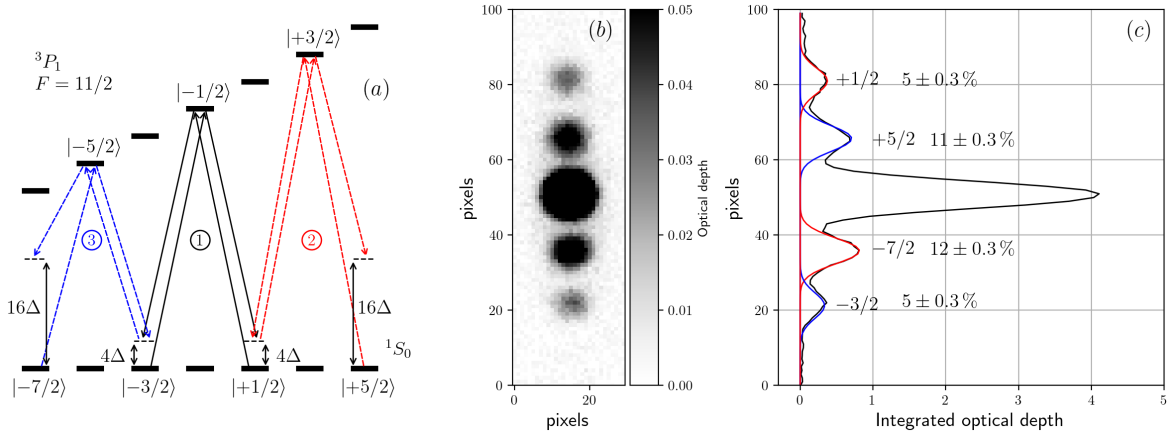 ³P₁
F = 11/2
(a)
|+3/2⟩
|−1/2⟩
|−5/2⟩
3
1
2
16Δ
4Δ
4Δ
16Δ
¹S₀
|−7/2⟩
|−3/2⟩
|+1/2⟩
|+5/2⟩
(b)
100
80
60
40
20
0
pixels
0
20
pixels
0.05
0.04
0.03
0.02
0.01
0.00
Optical depth
(c)
100
80
60
40
20
0
pixels
+1/2 5 ± 0.3 %
+5/2 11 ± 0.3 %
−7/2 12 ± 0.3 %
−3/2 5 ± 0.3 %
0 1 2 3 4 5
Integrated optical depth